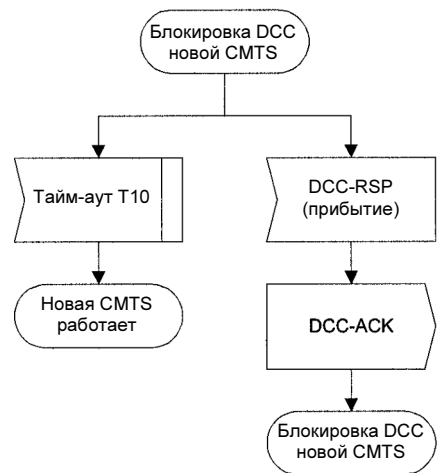 Блокировка DCC
новой CMTS
Тайм-аут T10
DCC-RSP
(прибытие)
Новая CMTS
работает
DCC-ACK
Блокировка DCC
новой CMTS